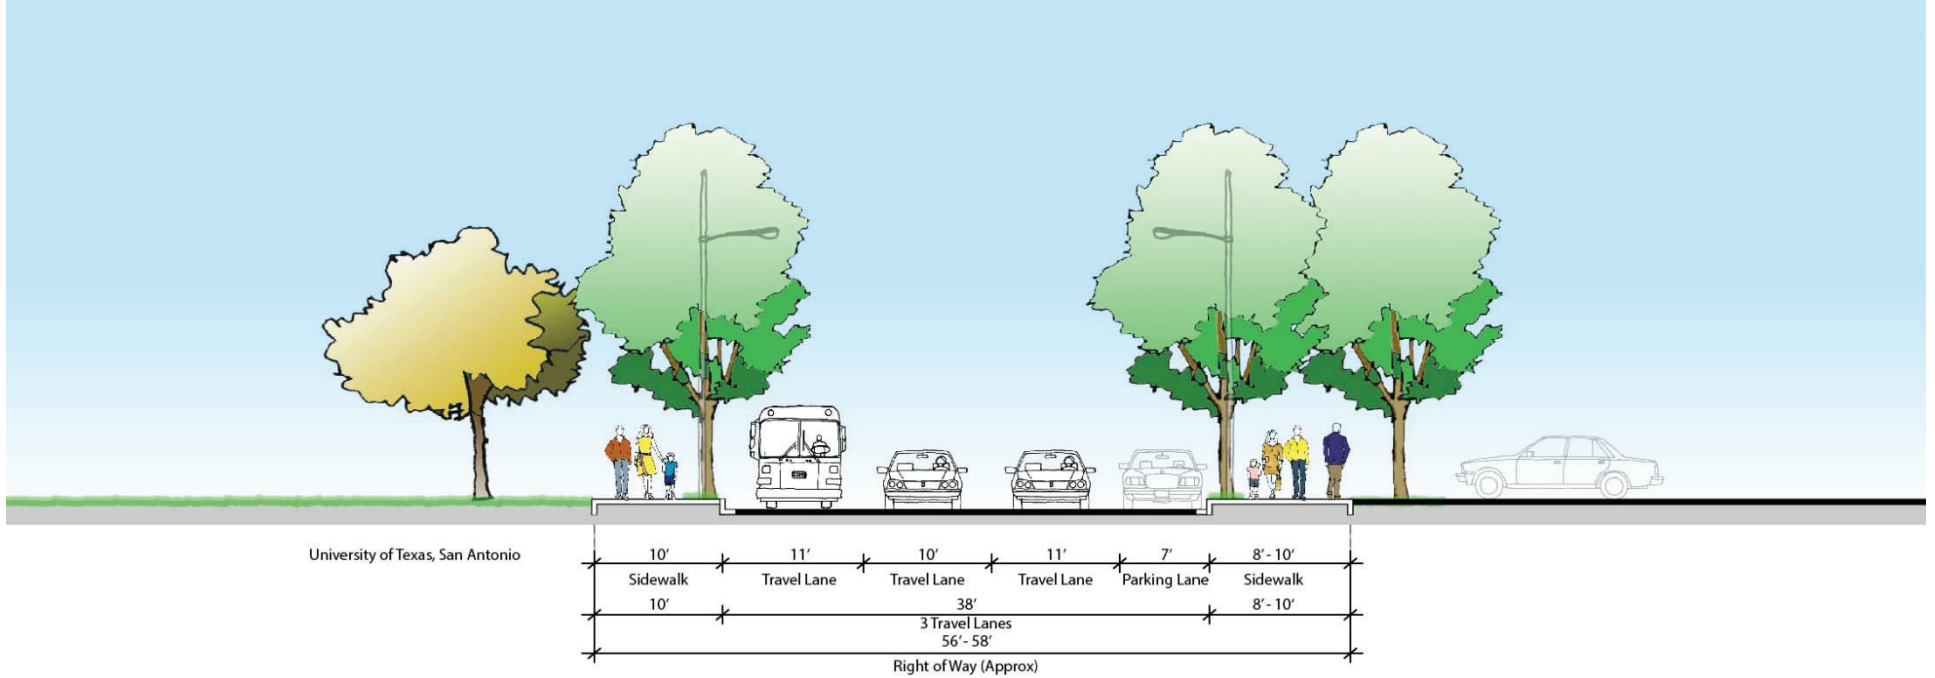 University of Texas, San Antonio
10' 11' 10' 11' 7' 8' - 10'
Sidewalk Travel Lane Travel Lane Travel Lane Parking Lane Sidewalk
10' 38' 8' - 10'
3 Travel Lanes
56' - 58'
Right of Way (Approx)